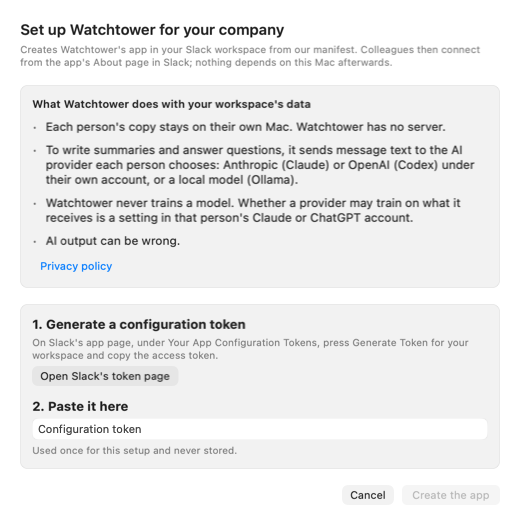 Set up Watchtower for your company
Creates Watchtower's app in your Slack workspace from our manifest. Colleagues then connect
from the app's About page in Slack; nothing depends on this Mac afterwards.
What Watchtower does with your workspace's data
· Each person's copy stays on their own Mac. Watchtower has no server.
· To write summaries and answer questions, it sends message text to the AI
provider each person chooses: Anthropic (Claude) or OpenAI (Codex) under
their own account, or a local model (Ollama).
· Watchtower never trains a model. Whether a provider may train on what it
receives is a setting in that person's Claude or ChatGPT account.
· AI output can be wrong.
Privacy policy
1. Generate a configuration token
On Slack's app page, under Your App Configuration Tokens, press Generate Token for your
workspace and copy the access token.
Open Slack's token page
2. Paste it here
Configuration token
Used once for this setup and never stored.
Cancel
Create the app